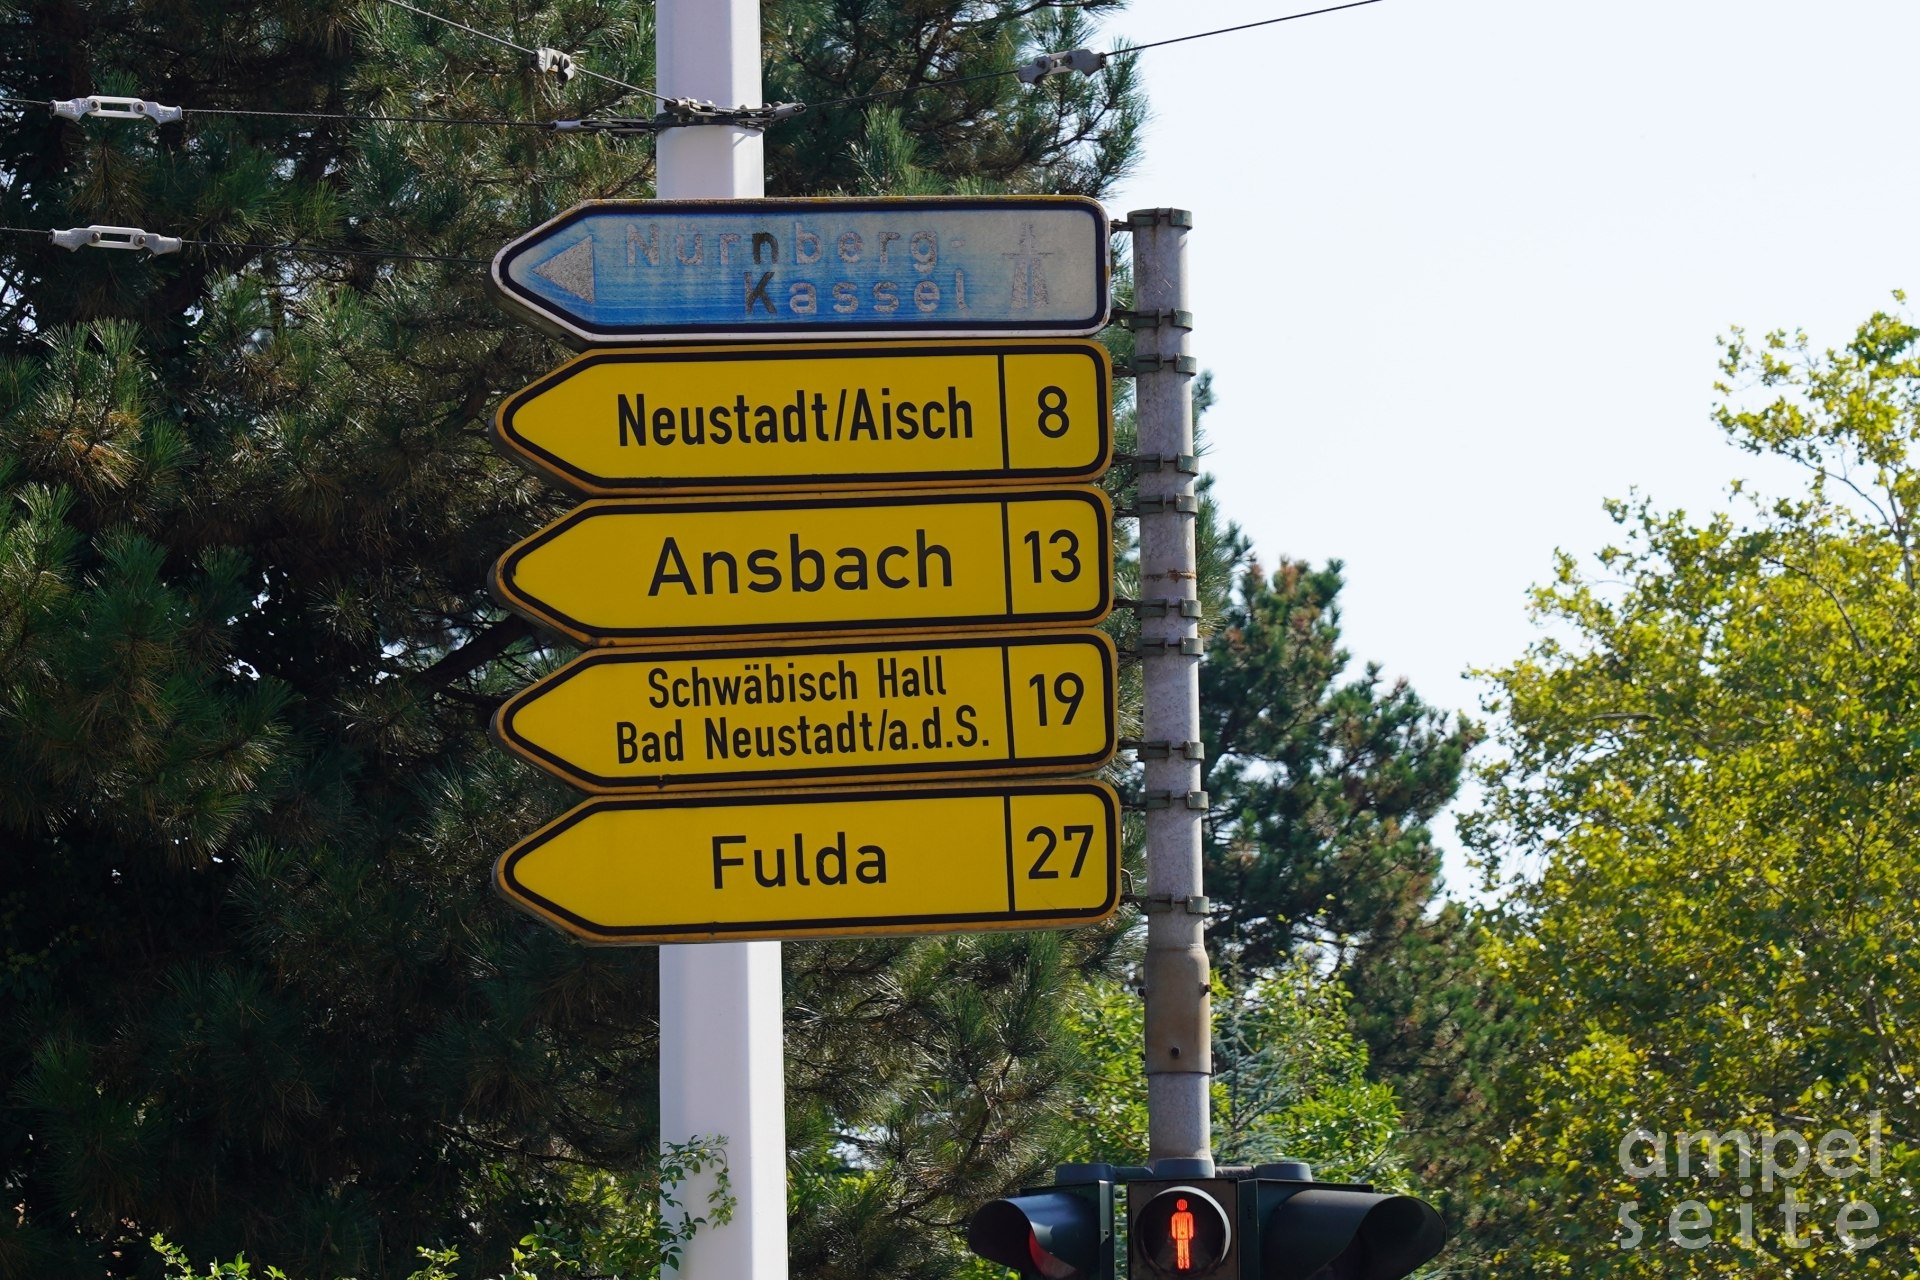 Nürnberg-
Kassel
Neustadt/Aisch 8
Ansbach 13
Schwäbisch Hall
Bad Neustadt/a.d.S. 19
Fulda 27
ampel
seite